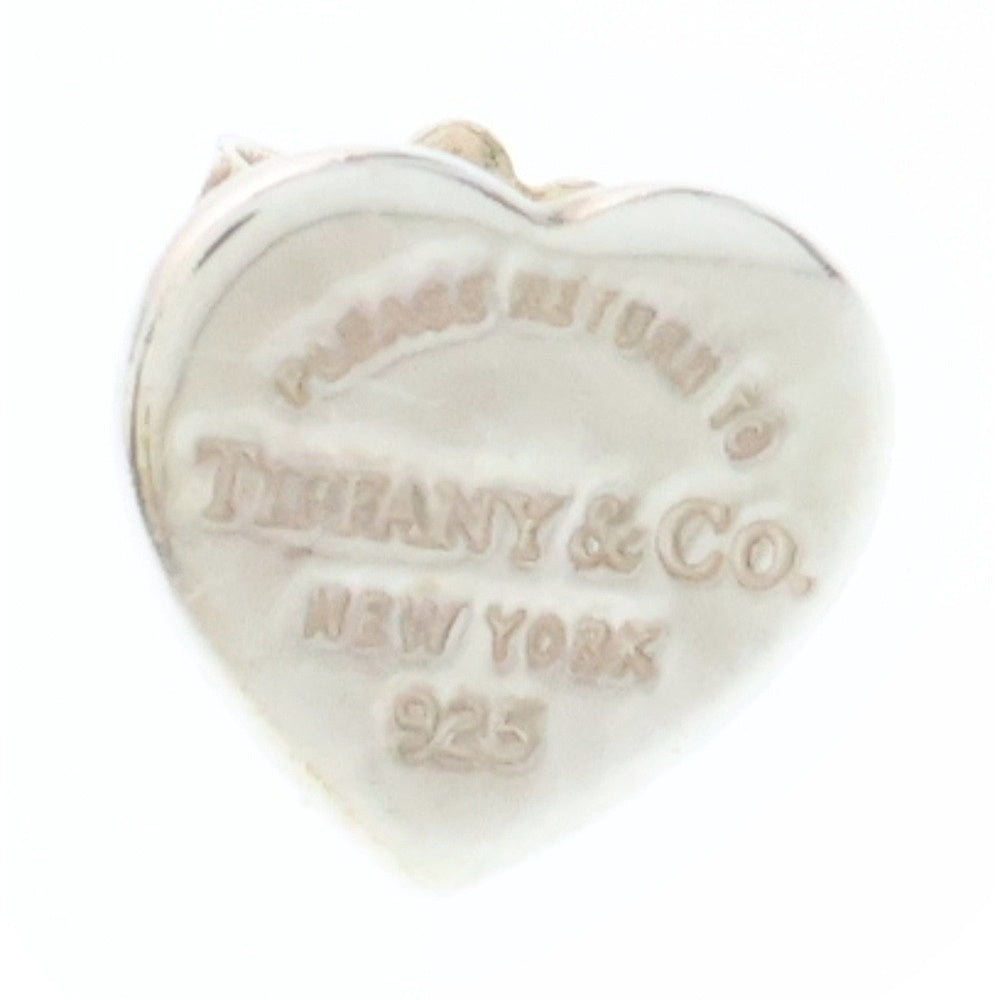 PLEASE RETURN TO
TIFFANY & CO.
NEW YORK
925